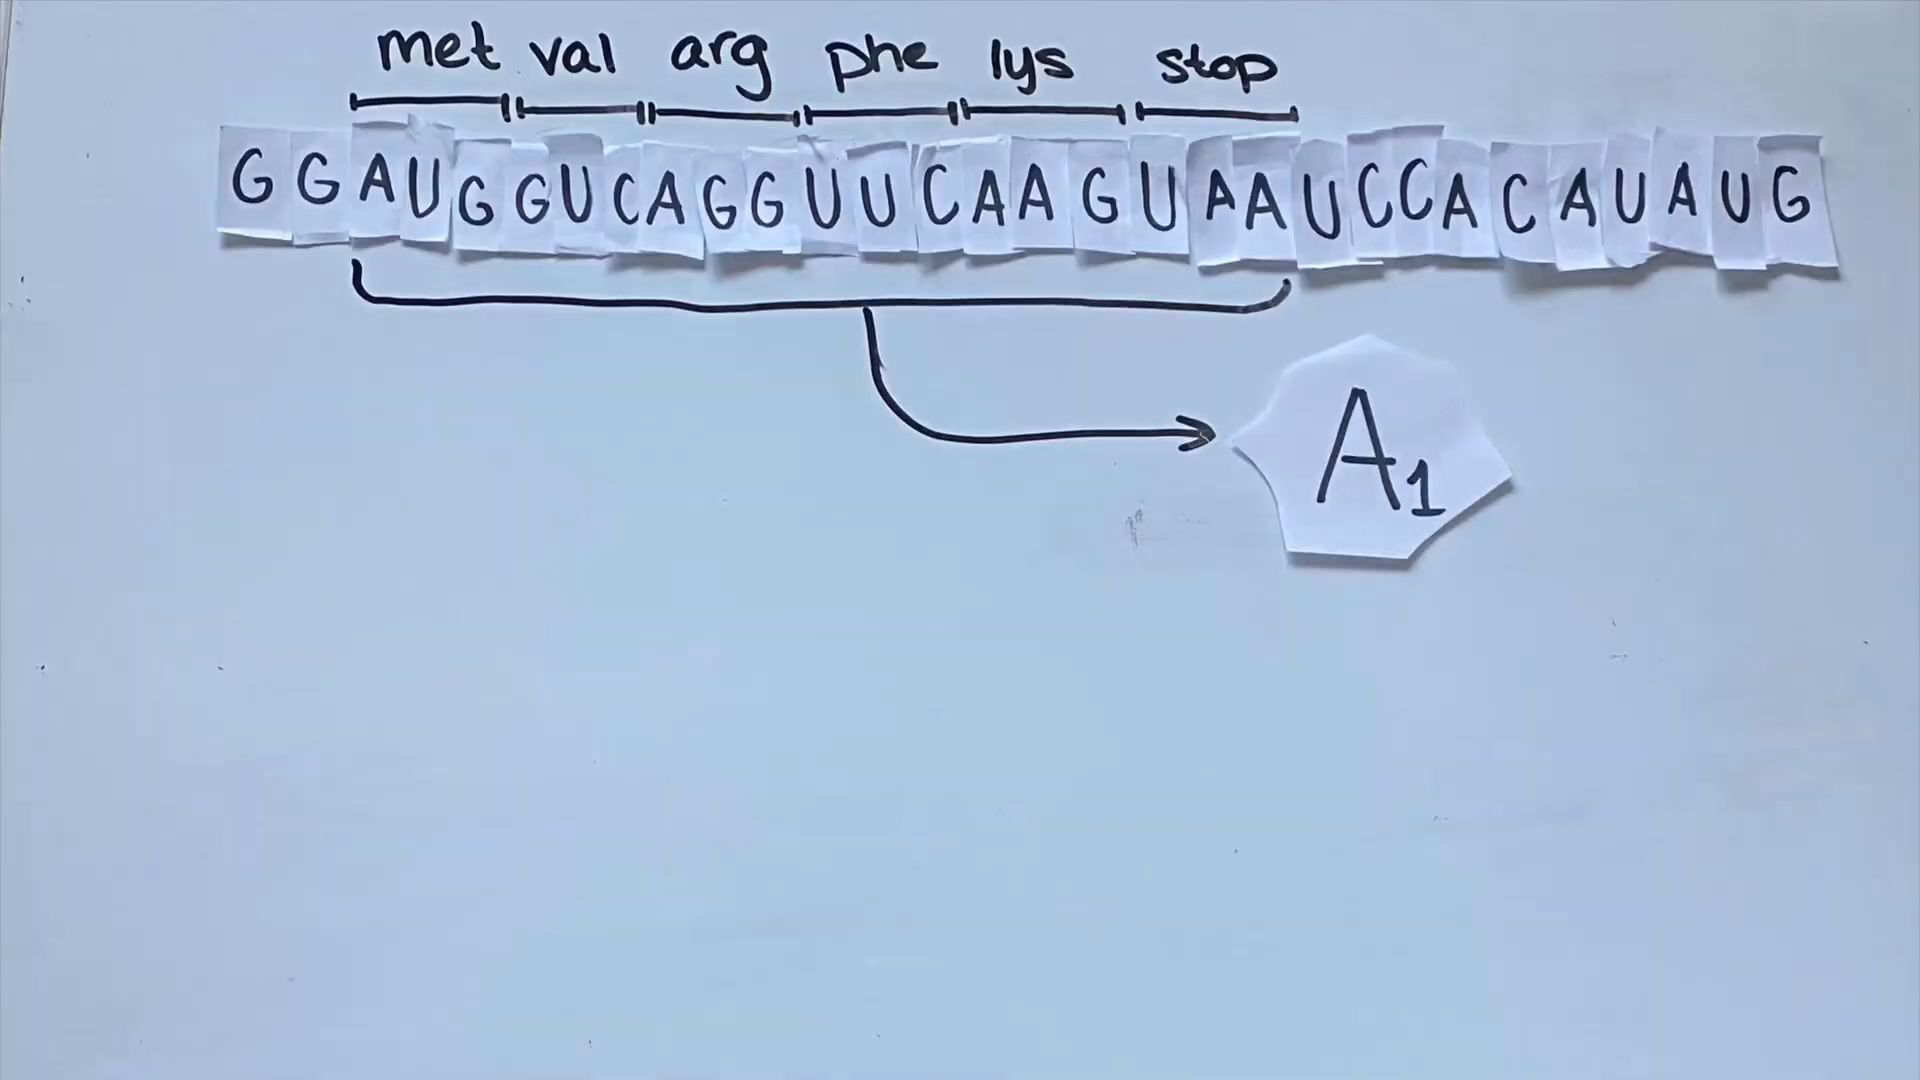 met val arg phe lys stop
G G A U G G U C A G G U U C A A G U A A U C C A C A U A U G
A1